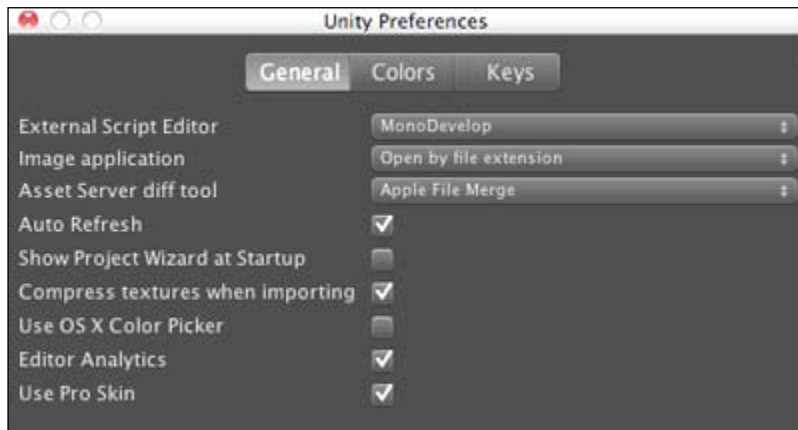 Unity Preferences
General Colors Keys
External Script Editor MonoDevelop
Image application Open by file extension
Asset Server diff tool Apple File Merge
Auto Refresh
Show Project Wizard at Startup
Compress textures when importing
Use OS X Color Picker
Editor Analytics
Use Pro Skin